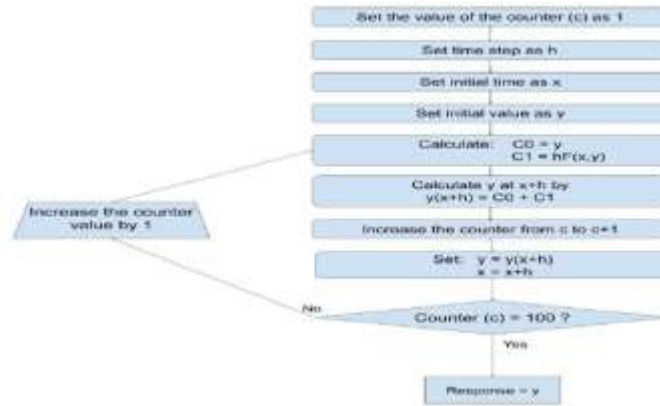 Set the value of the counter (c) as 1
Set time step as h
Set initial time as x
Set initial value as y
Calculate: C0 = y
C1 = hF(x,y)
Calculate y at x+h by
y(x+h) = C0 + C1
Increase the counter
value by 1
Increase the counter from c to c+1
Set: y = y(x+h)
x = x+h
No
Counter (c) = 100 ?
Yes
Response = y